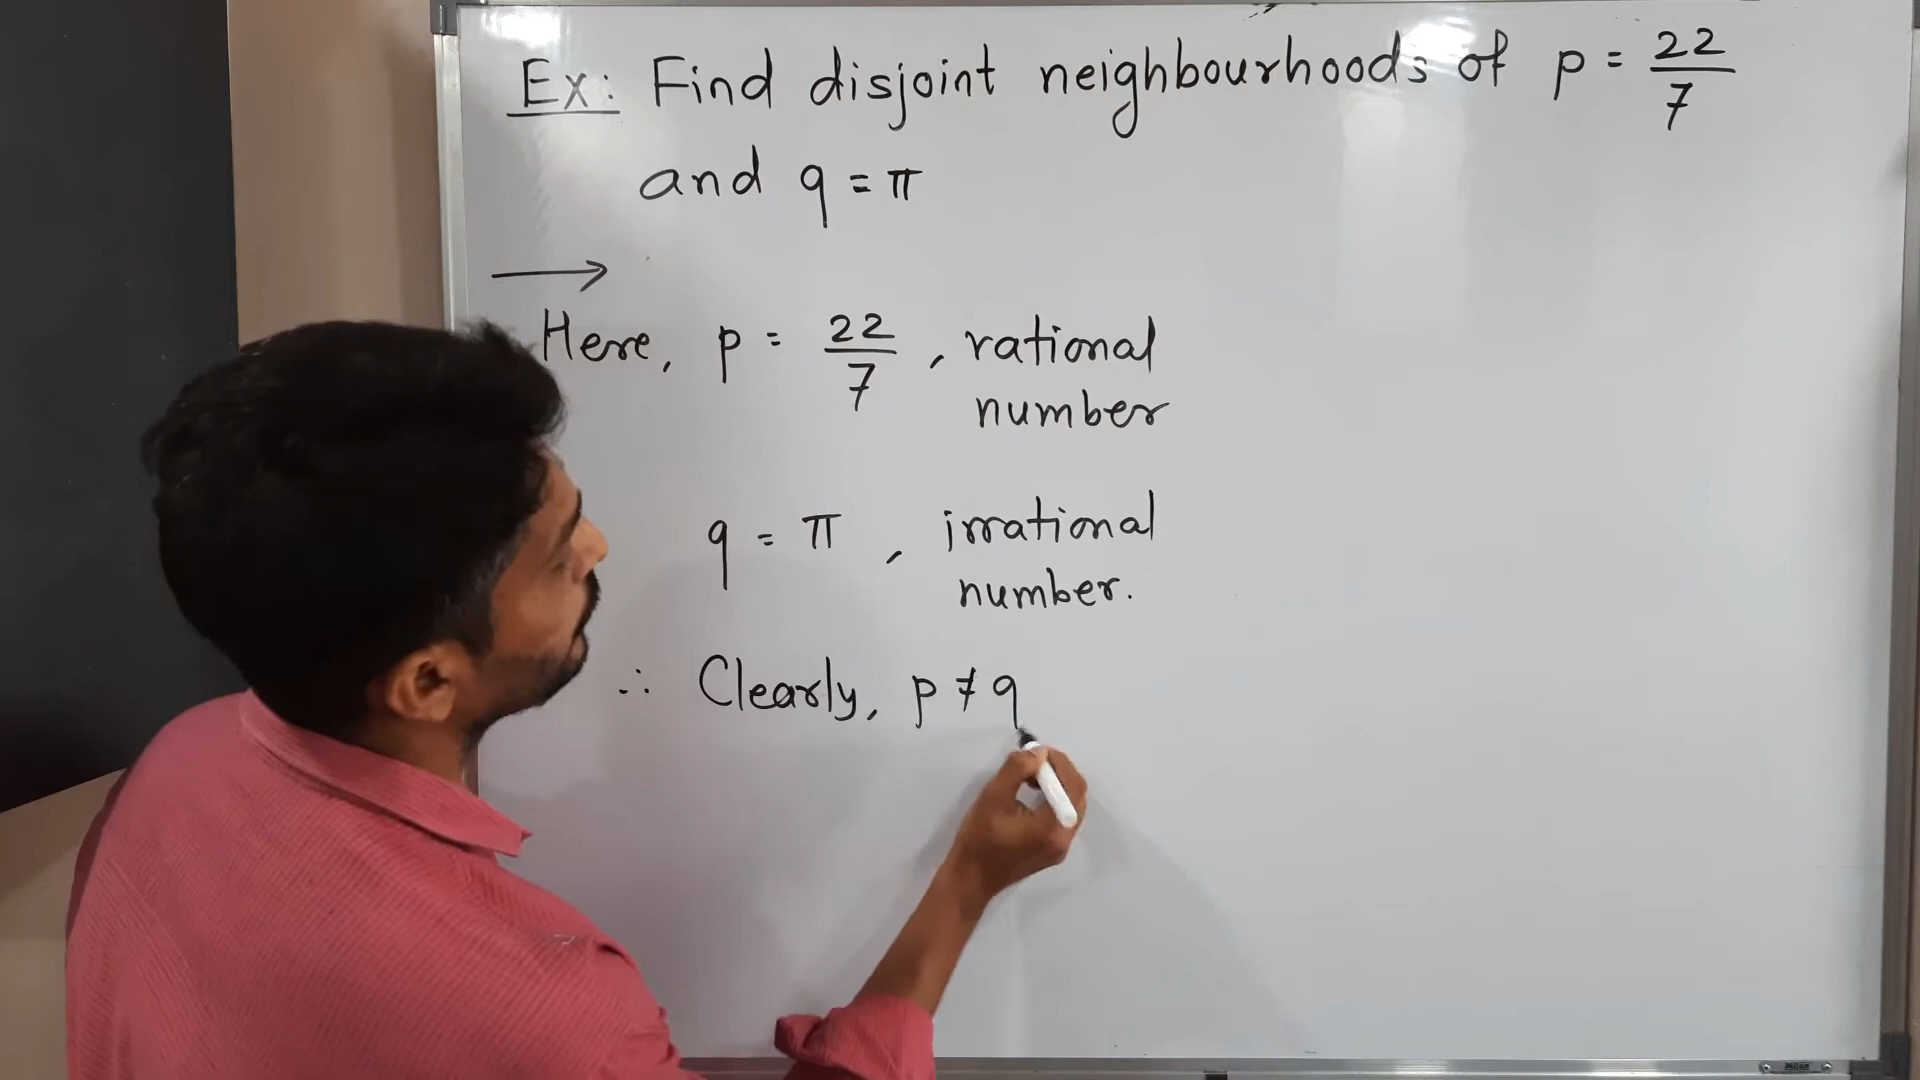 Ex: Find disjoint neighbourhoods of p = 22/7
and q = π
→
Here, p = 22/7 , rational
number
q = π , irrational
number.
∴ Clearly, p ≠ q